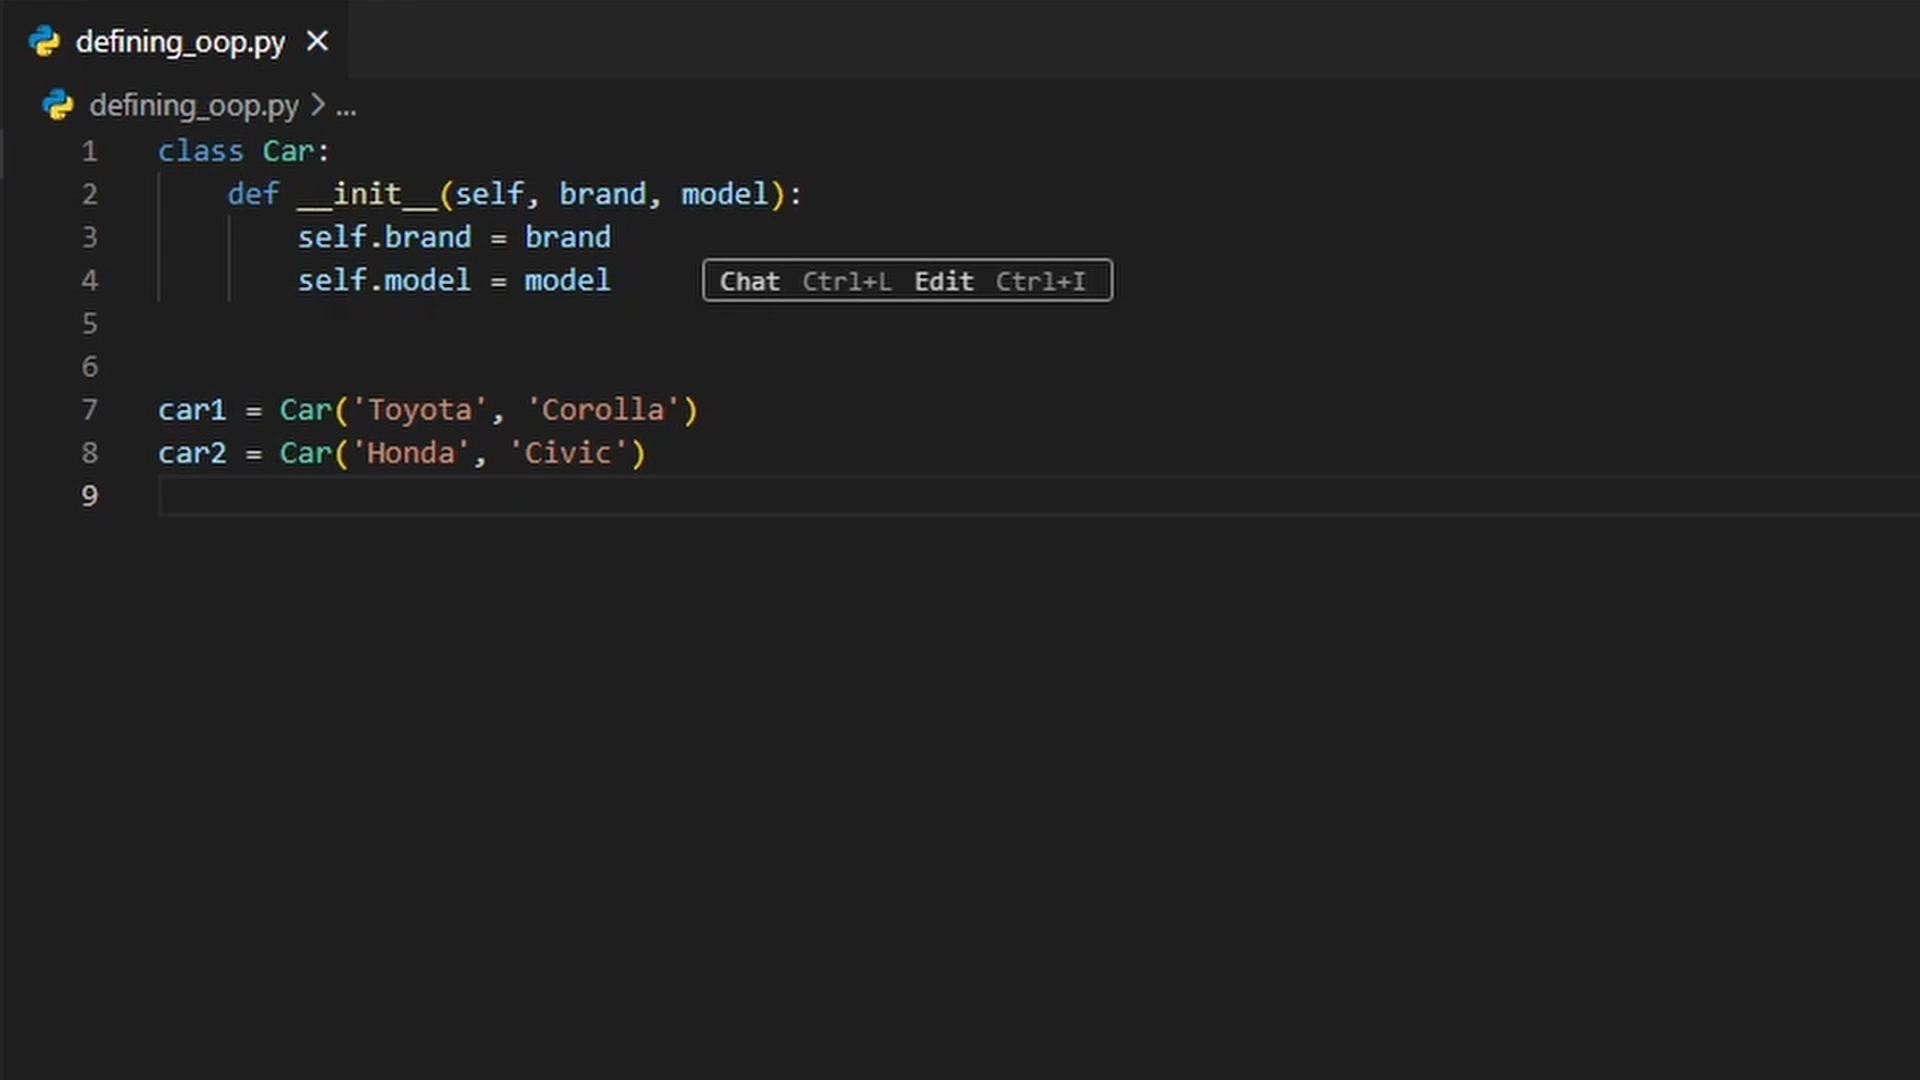 defining_oop.py
defining_oop.py > ...
1 class Car:
2     def __init__(self, brand, model):
3         self.brand = brand
4         self.model = model Chat Ctrl+L Edit Ctrl+I
5
6
7 car1 = Car('Toyota', 'Corolla')
8 car2 = Car('Honda', 'Civic')
9